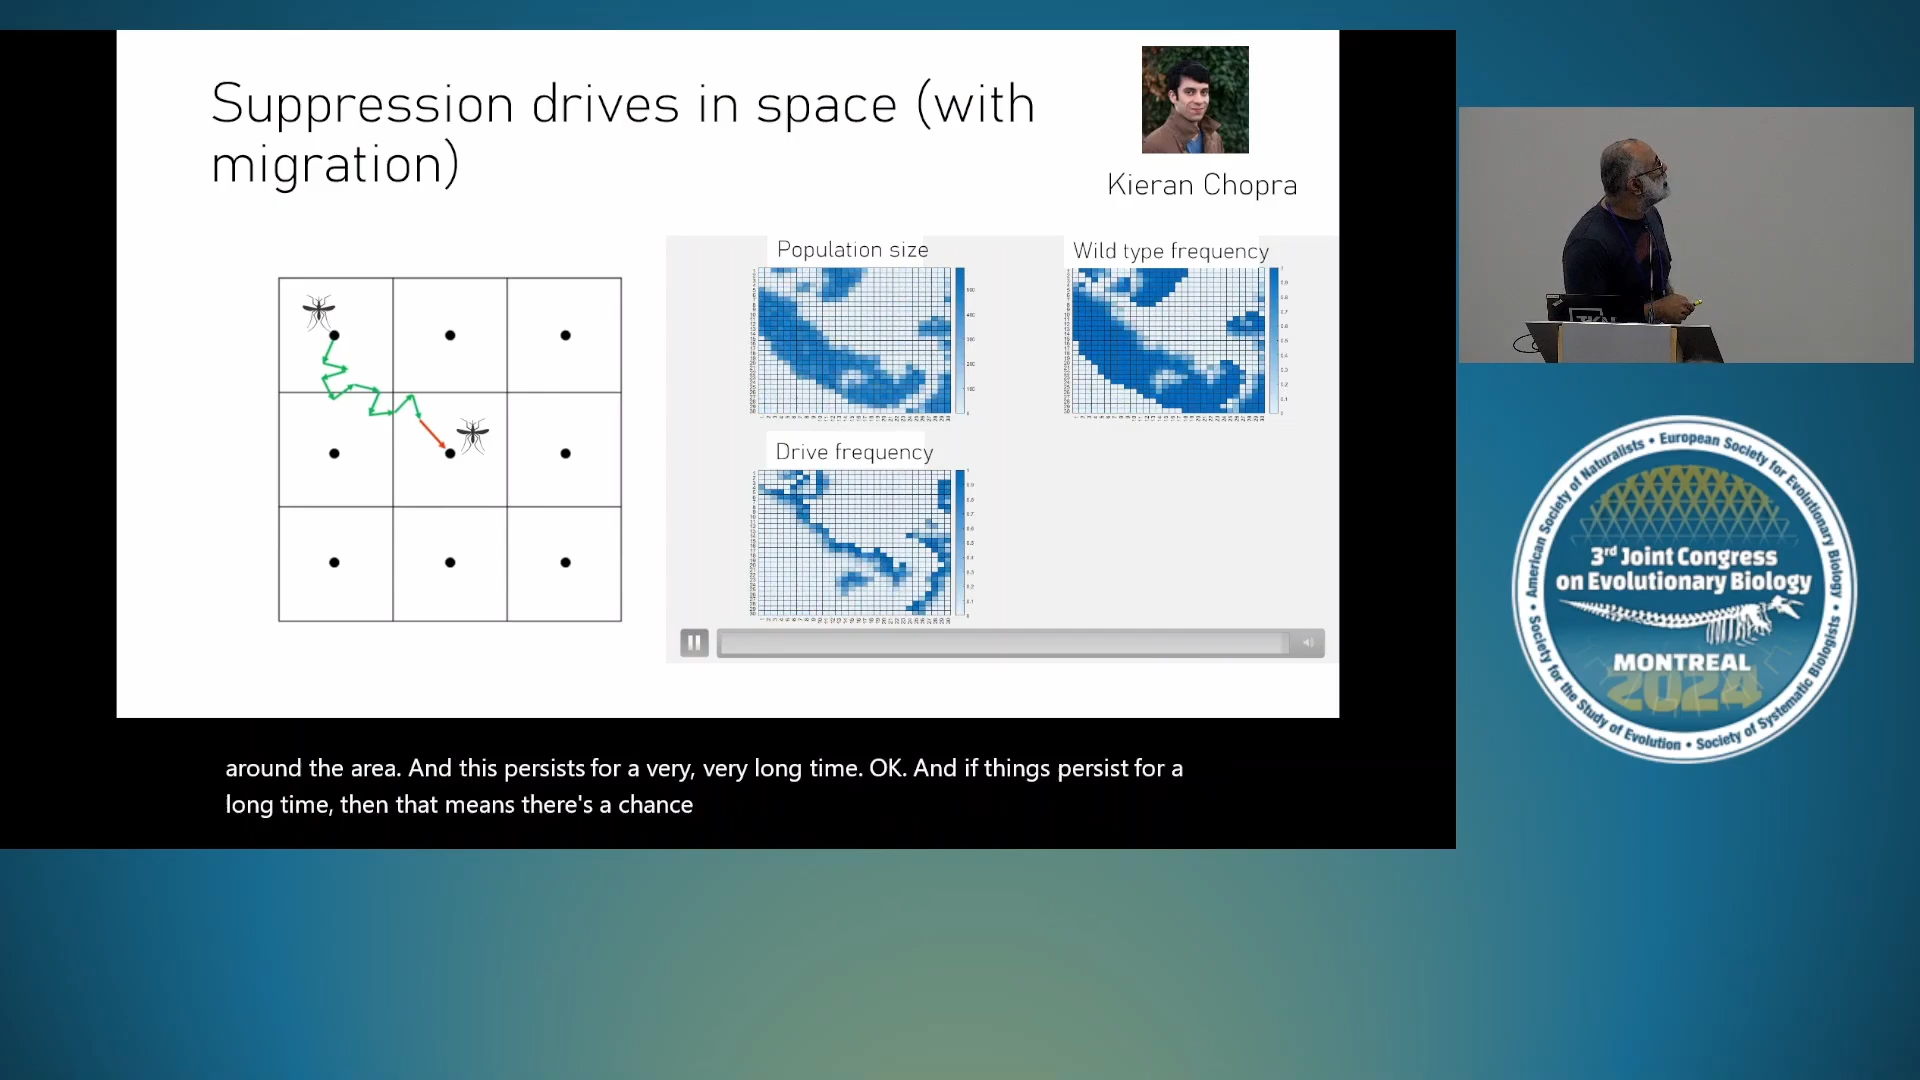 Suppression drives in space (with
migration)
Kieran Chopra
Population size
Wild type frequency
Drive frequency
around the area. And this persists for a very, very long time. OK. And if things persist for a
long time, then that means there's a chance
American Society of Naturalists • European Society for Evolutionary Biology •
3rd Joint Congress
on Evolutionary Biology
MONTREAL
2024
Society for the Study of Evolution • Society of Systematic Biologists •